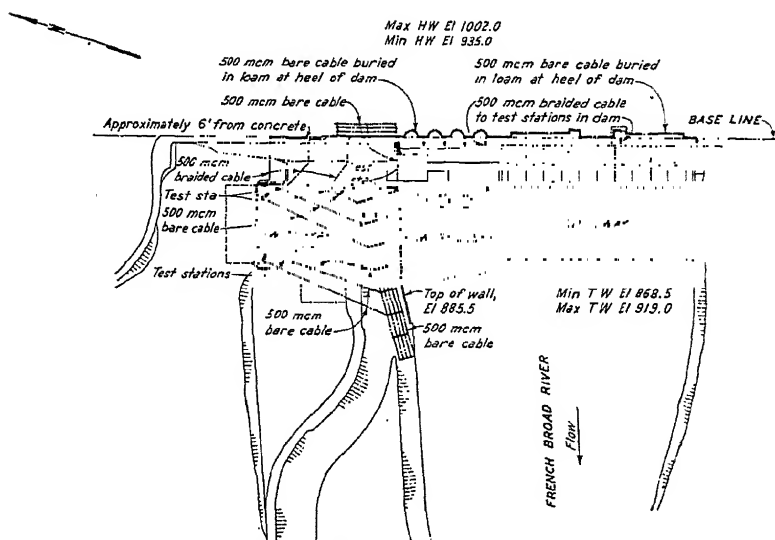 N
Max HW El 1002.0
Min HW El 935.0
500 mcm bare cable buried
in loam at heel of dam
500 mcm bare cable buried
in loam at heel of dam
500 mcm bare cable
500 mcm braided cable
to test stations in dam
Approximately 6' from concrete
BASE LINE
500 mcm
braided cable
Test sta
500 mcm
bare cable
Test stations
Top of wall,
El 885.5
Min TW El 868.5
Max TW El 919.0
500 mcm
bare cable
500 mcm
bare cable
FRENCH BROAD RIVER
Flow